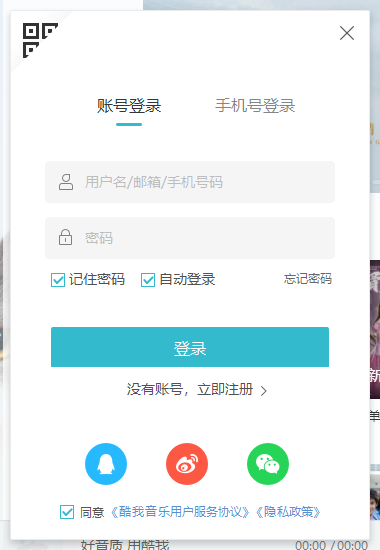 账号登录 手机号登录
用户名/邮箱/手机号码
密码
记住密码 自动登录 忘记密码
登录
没有账号，立即注册 >
同意《酷我音乐用户服务协议》《隐私政策》
新
单
好音质 用酷我 00:00 / 00:00